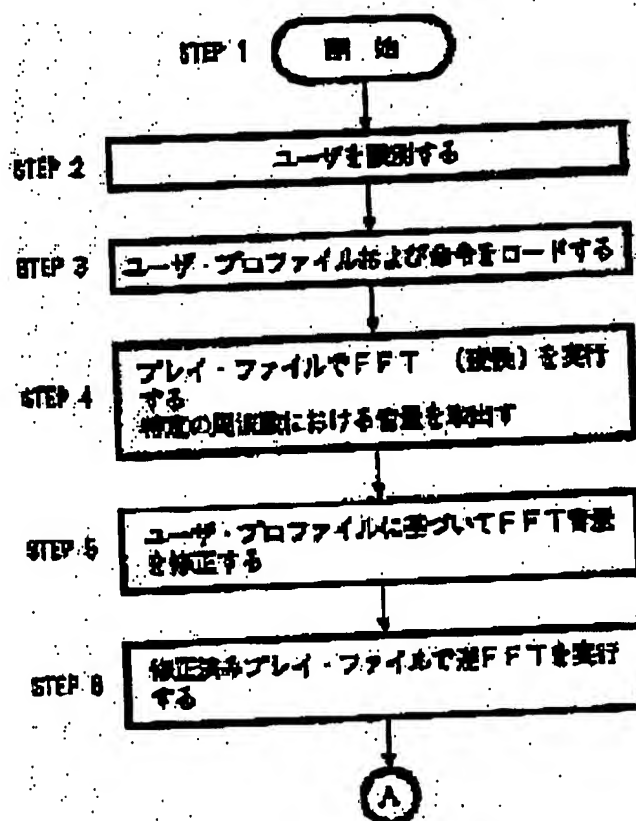 STEP 1 開 始
STEP 2 ユーザを識別する
STEP 3 ユーザ・プロファイルおよび命令をロードする
STEP 4 プレイ・ファイルでFFT (変換)を実行
する
特定の周波数における音量を取出す
STEP 5 ユーザ・プロファイルに基づいてFFT音量
を修正する
STEP 6 修正済みプレイ・ファイルで逆FFTを実行
する
A